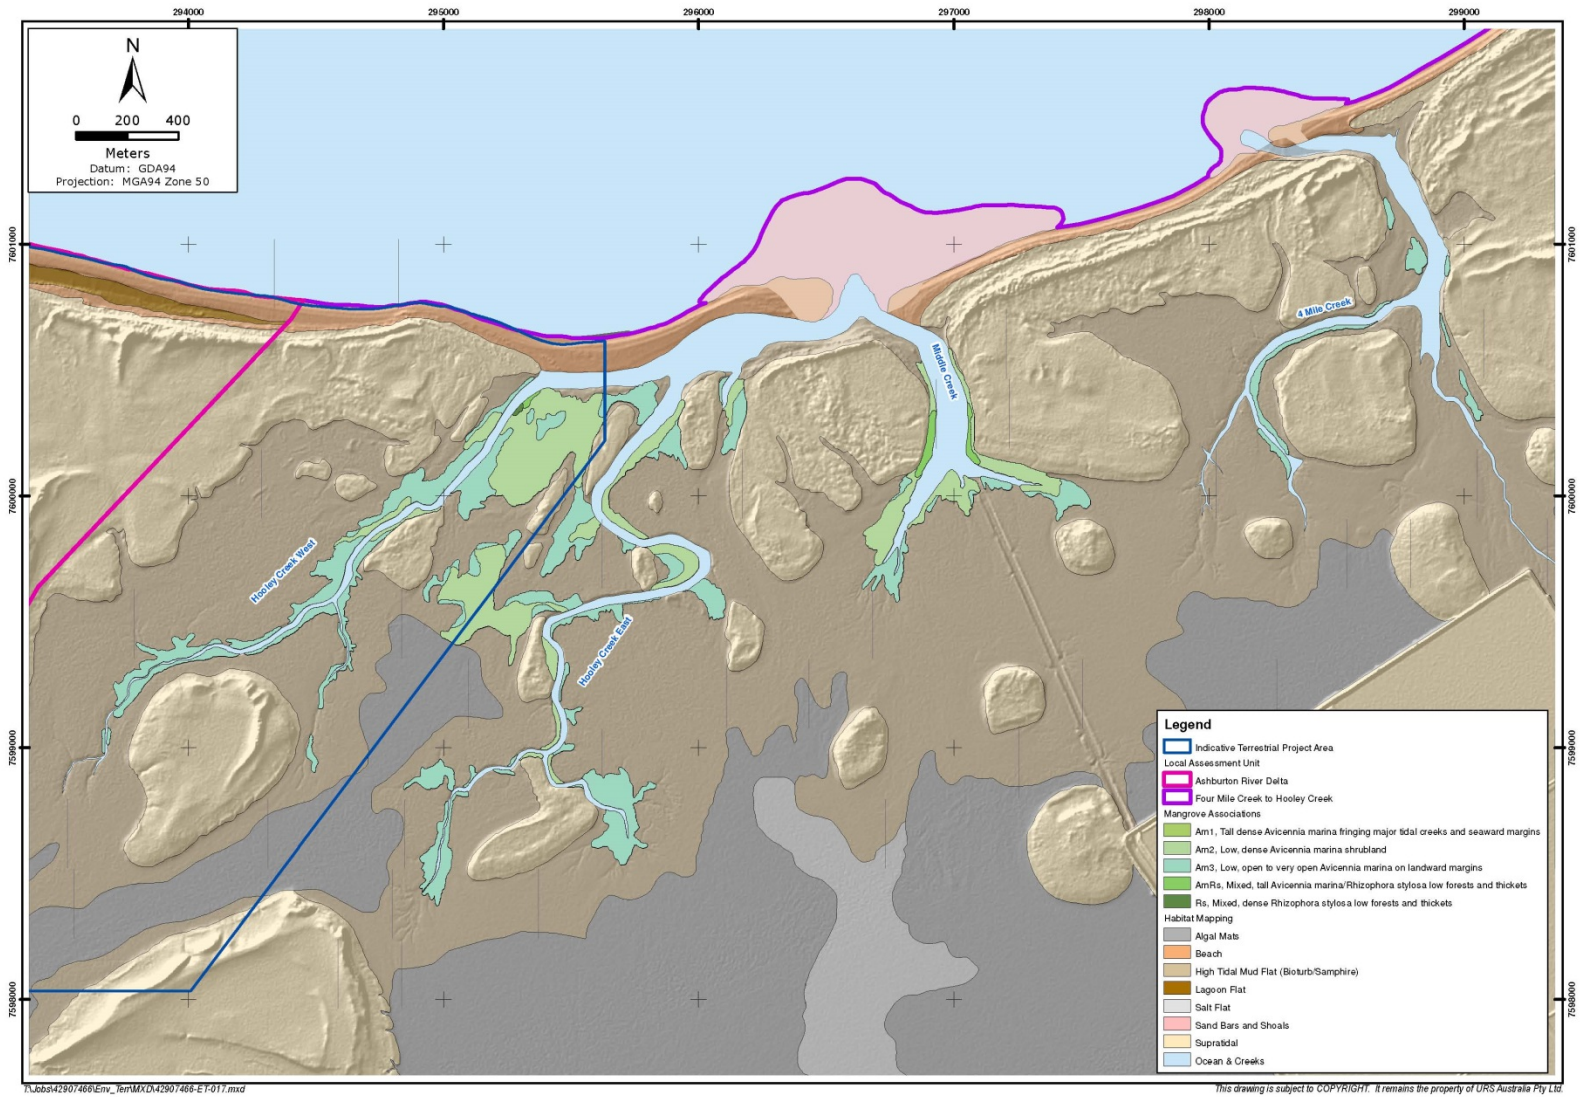 294000 295000 296000 297000 298000 299000
N
0 200 400
Meters
Datum: GDA94
Projection: MGA94 Zone 50
7601000 7601000
4 Mile Creek
Middle Creek
7600000 7600000
Hooley Creek West
Hooley Creek East
7599000 7599000
7598000 7598000
Legend
Indicative Terrestrial Project Area
Local Assessment Unit
Ashburton River Delta
Four Mile Creek to Hooley Creek
Mangrove Associations
Am1, Tall dense Avicennia marina fringing major tidal creeks and seaward margins
Am2, Low, dense Avicennia marina shrubland
Am3, Low, open to very open Avicennia marina on landward margins
AmRs, Mixed, tall Avicennia marina/Rhizophora stylosa low forests and thickets
Rs, Mixed, dense Rhizophora stylosa low forests and thickets
Habitat Mapping
Algal Mats
Beach
High Tidal Mud Flat (Bioturb/Samphire)
Lagoon Flat
Salt Flat
Sand Bars and Shoals
Supratidal
Ocean & Creeks
T:\Jobs\42907466\Env_Terr\MXD\42907466-ET-017.mxd
This drawing is subject to COPYRIGHT. It remains the property of URS Australia Pty Ltd.